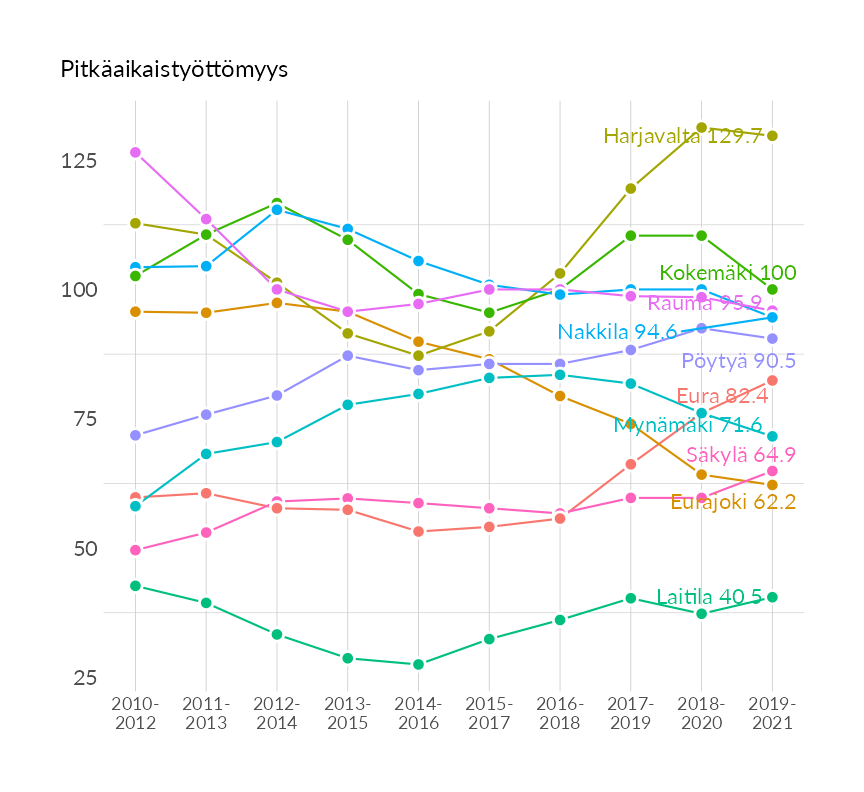 Pitkäaikaistyöttömyys
125
100
75
50
25
Harjavalta 129.7
Kokemäki 100
Rauma 95.9
Nakkila 94.6
Pöytyä 90.5
Eura 82.4
Mynämäki 71.6
Säkylä 64.9
Eurajoki 62.2
Laitila 40.5
2010-
2012
2011-
2013
2012-
2014
2013-
2015
2014-
2016
2015-
2017
2016-
2018
2017-
2019
2018-
2020
2019-
2021